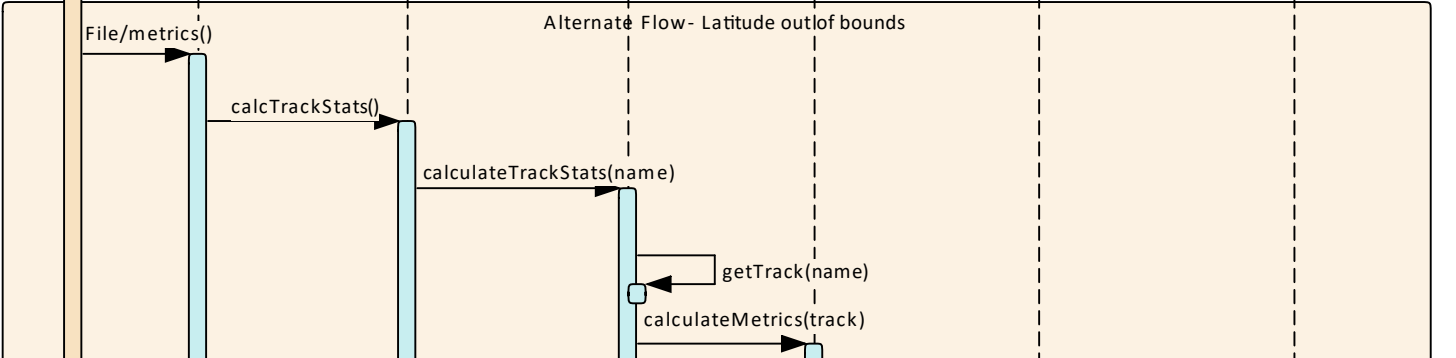 Alternate Flow- Latitude out of bounds
File/metrics()
calcTrackStats()
calculateTrackStats(name)
getTrack(name)
calculateMetrics(track)